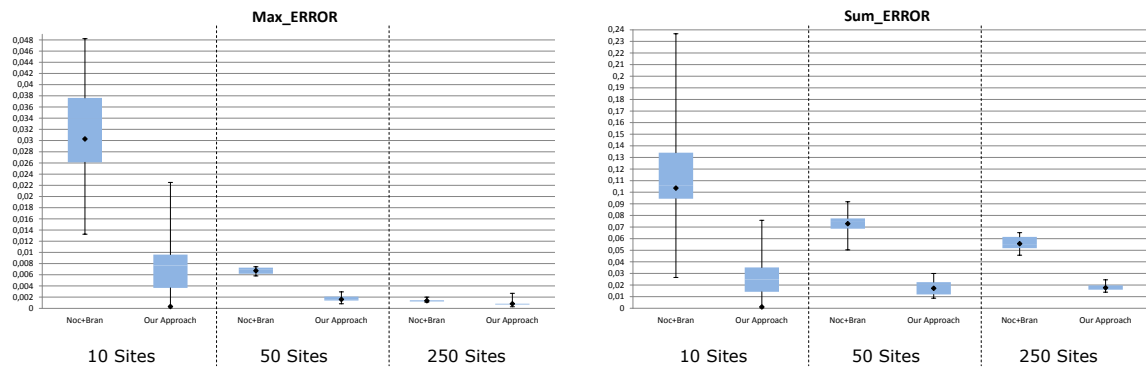 Max_ERROR
0,048
0,046
0,044
0,042
0,04
0,038
0,036
0,034
0,032
0,03
0,028
0,026
0,024
0,022
0,02
0,018
0,016
0,014
0,012
0,01
0,008
0,006
0,004
0,002
0
Noc+Bran
Our Approach
Noc+Bran
Our Approach
Noc+Bran
Our Approach
10 Sites
50 Sites
250 Sites
Sum_ERROR
0,24
0,23
0,22
0,21
0,2
0,19
0,18
0,17
0,16
0,15
0,14
0,13
0,12
0,11
0,1
0,09
0,08
0,07
0,06
0,05
0,04
0,03
0,02
0,01
0
Noc+Bran
Our Approach
Noc+Bran
Our Approach
Noc+Bran
Our Approach
10 Sites
50 Sites
250 Sites